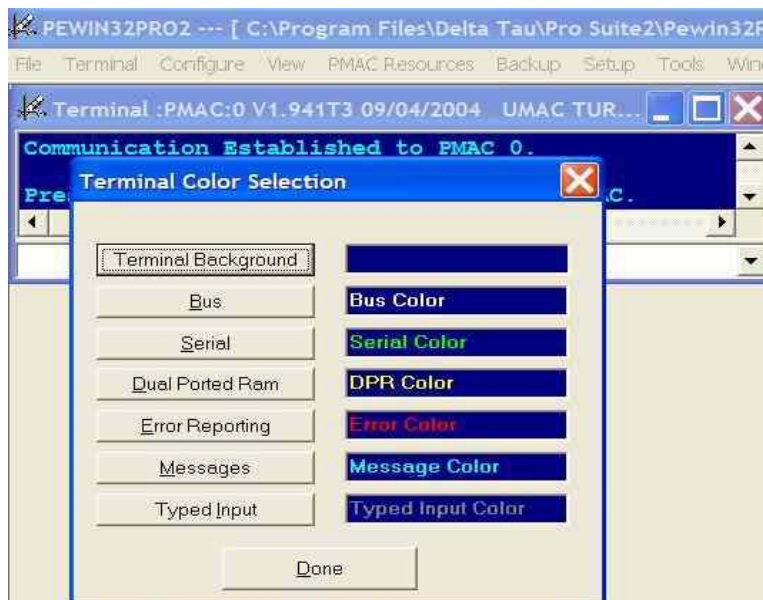 PEWIN32PRO2 --- [ C:\Program Files\Delta Tau\Pro Suite2\Pewin32P
File Terminal Configure View PMAC Resources Backup Setup Tools
Terminal :PMAC:0 V1.941T3 09/04/2004 UMAC TUR...
Communication Established to PMAC 0.
Terminal Color Selection
Terminal Background
Bus Bus Color
Serial Serial Color
Dual Ported Ram DPR Color
Error Reporting Error Color
Messages Message Color
Typed Input Typed Input Color
Done